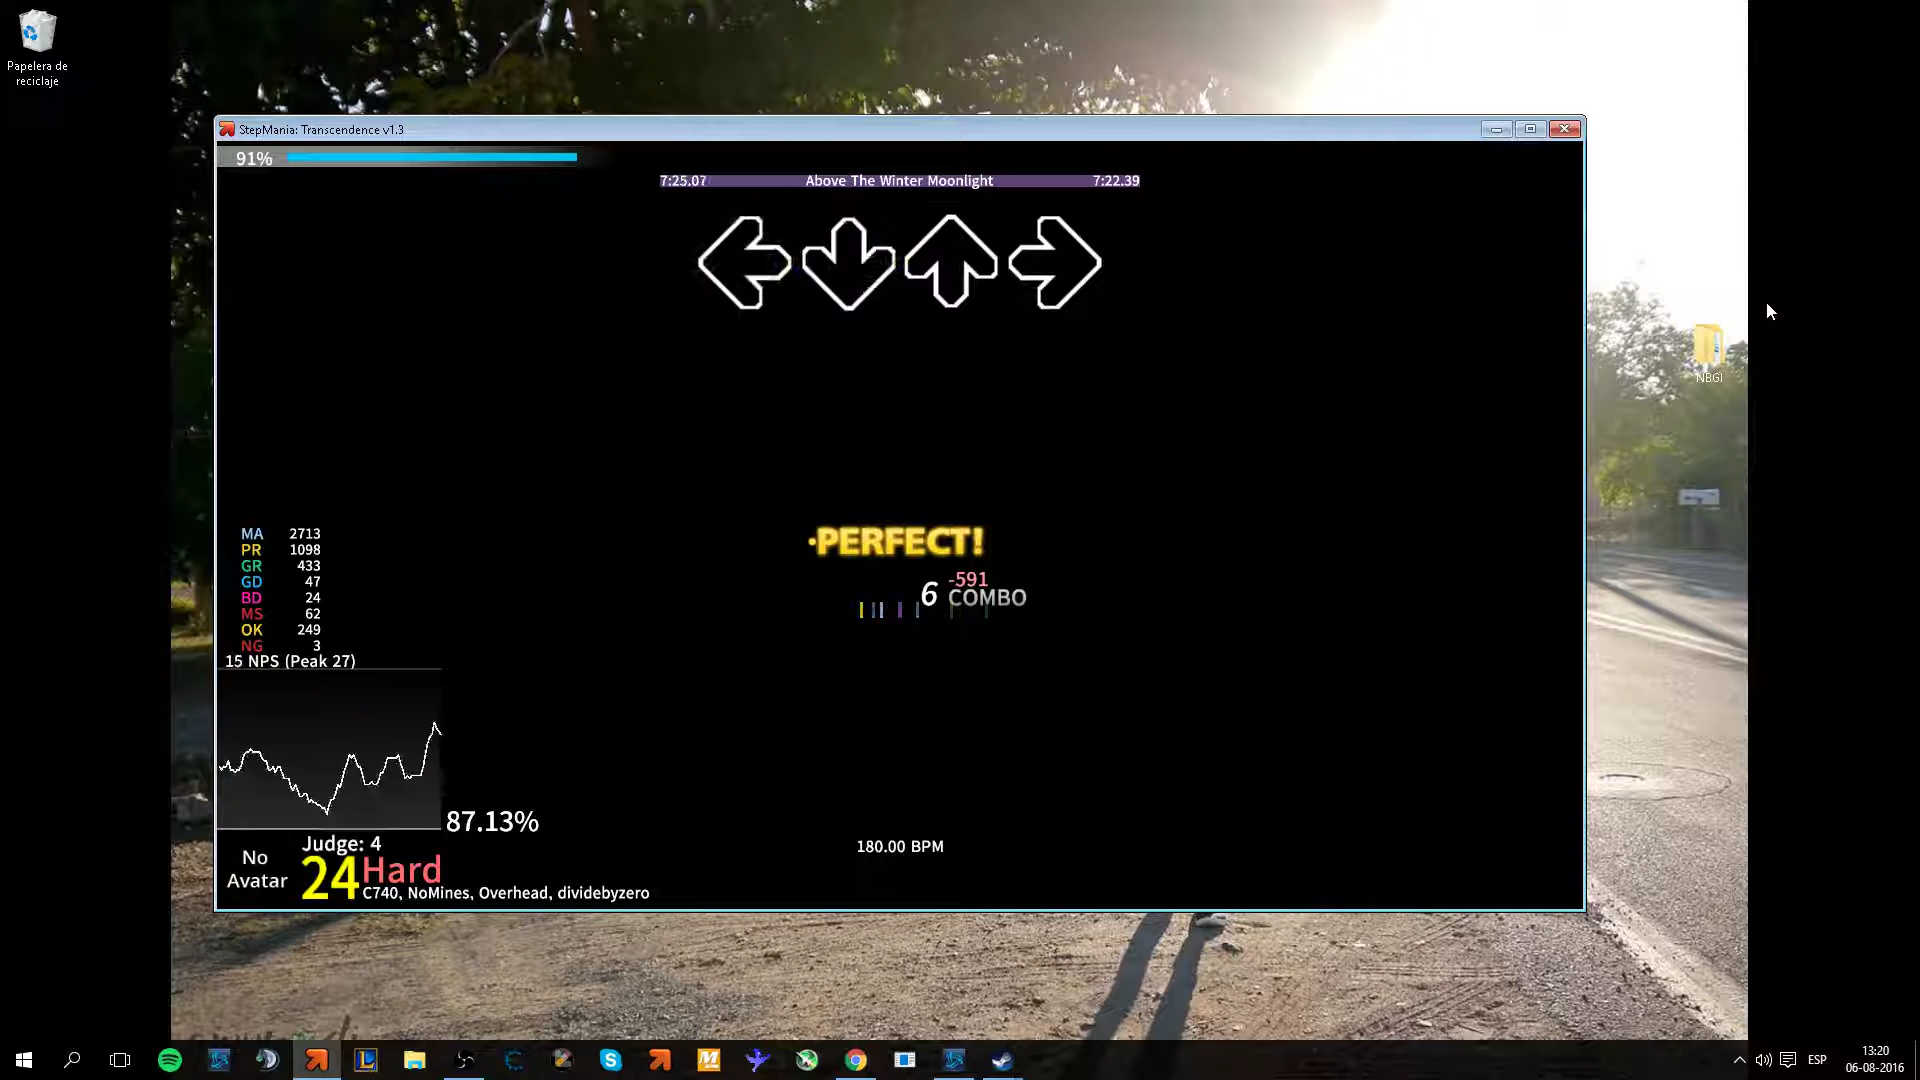 Papelera de
reciclaje
StepMania: Transcendence v1.3
91%
7:25.07 Above The Winter Moonlight 7:22.39
NBGI
·PERFECT!
-591
6 COMBO
MA 2713
PR 1098
GR 433
GD 47
BD 24
MS 62
OK 249
NG 3
15 NPS (Peak 27)
87.13%
Judge: 4
No
Avatar
24 Hard
C740, NoMines, Overhead, dividebyzero
180.00 BPM
ESP
13:20
06-08-2016